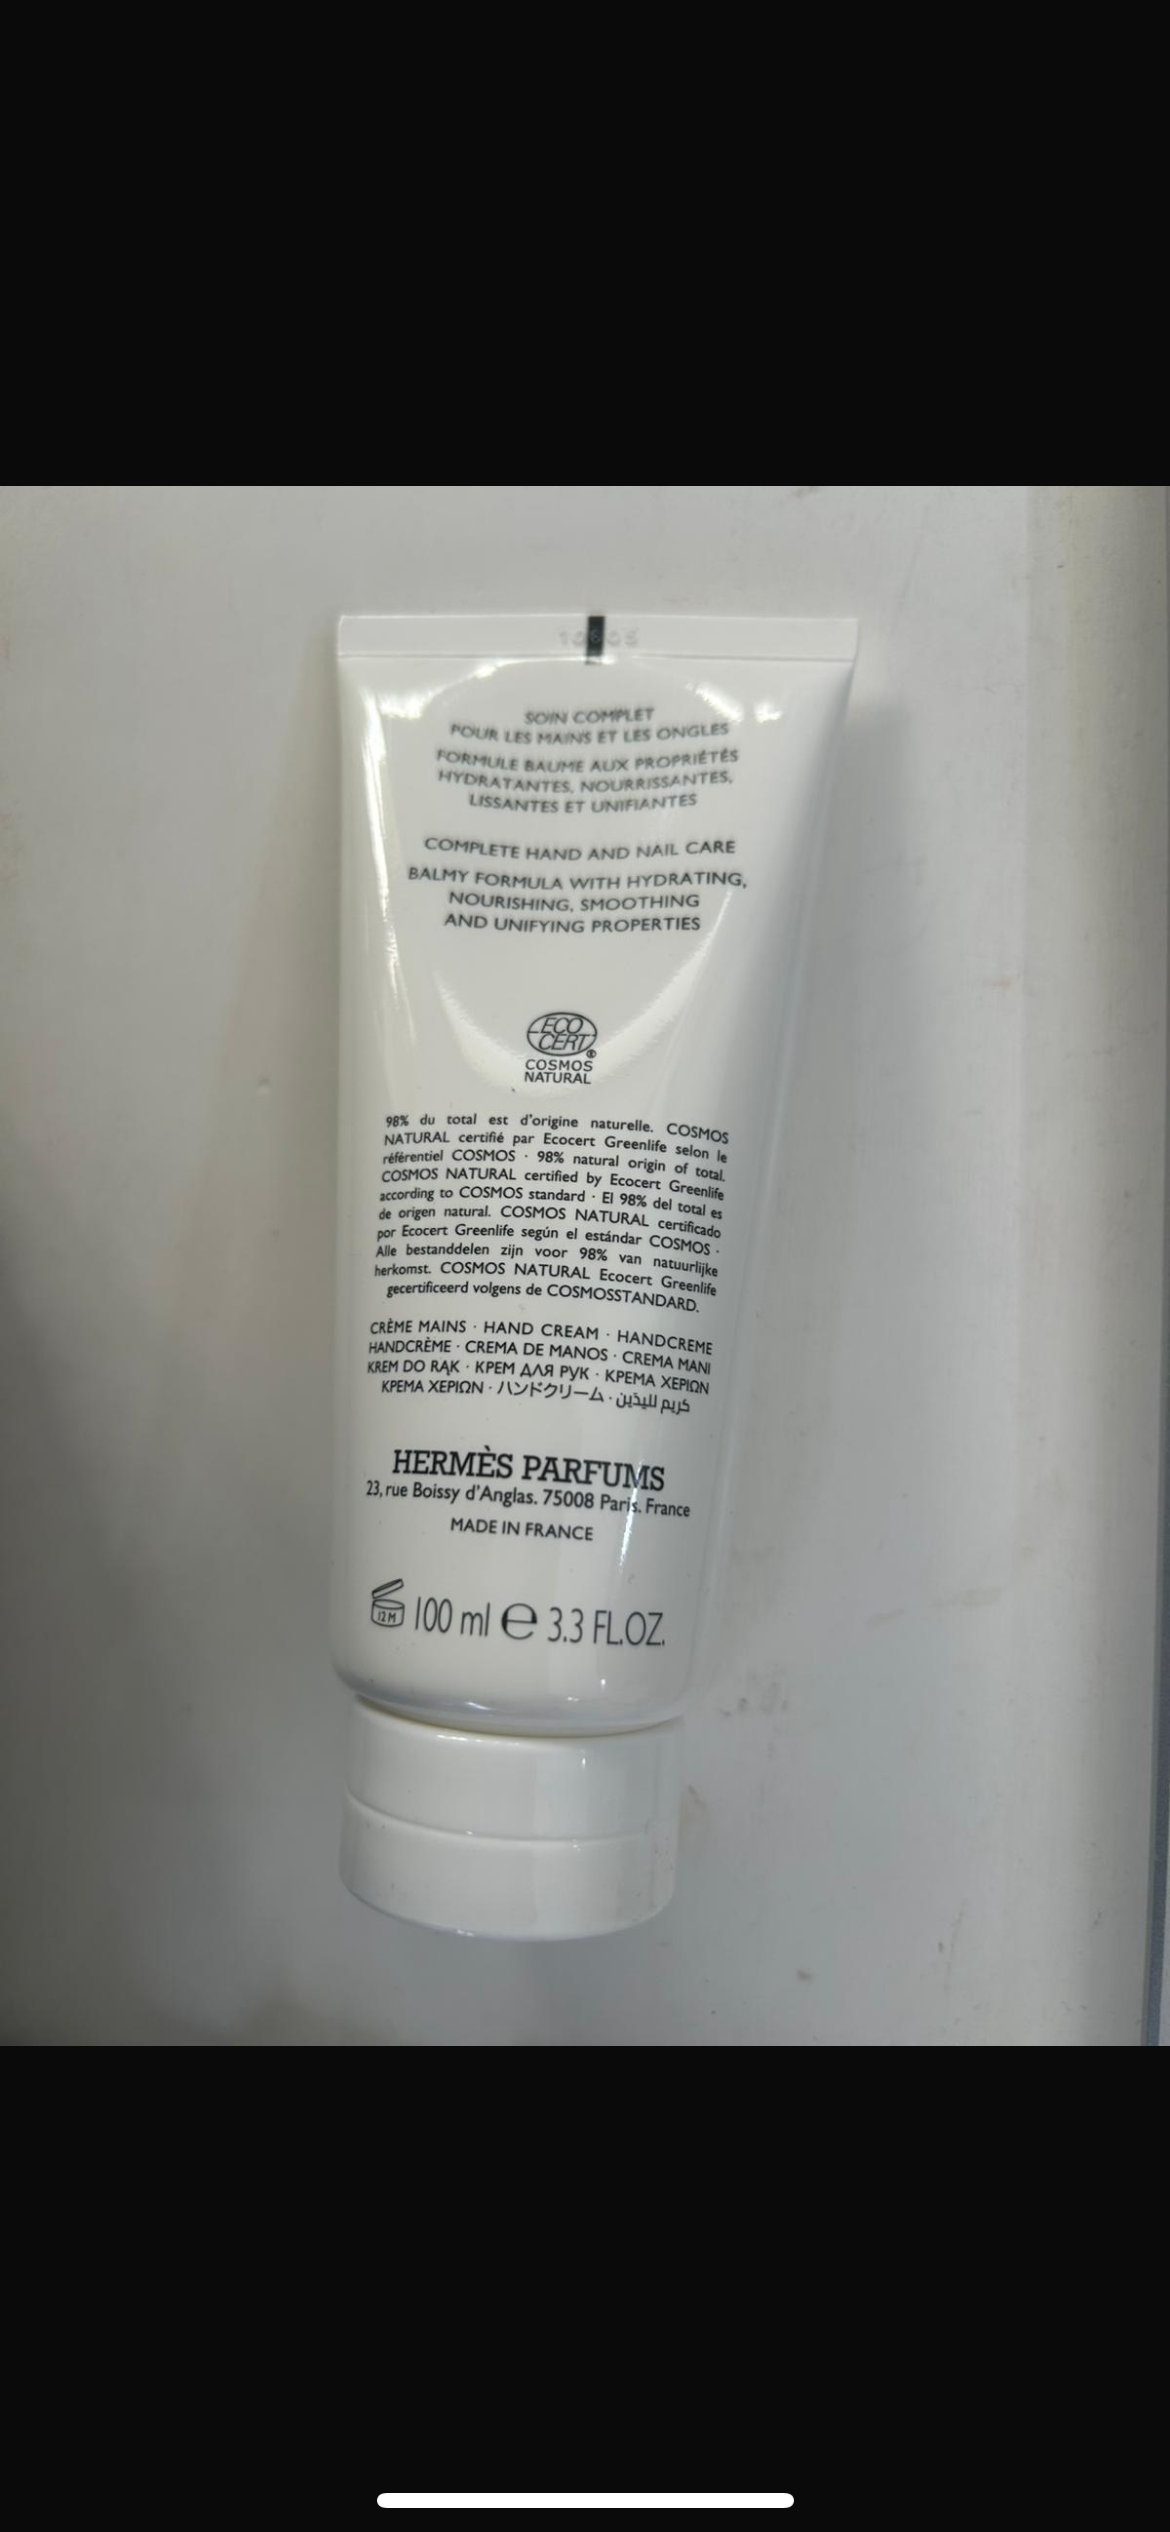 SOIN COMPLET
POUR LES MAINS ET LES ONGLES
FORMULE BAUME AUX PROPRIÉTÉS
HYDRATANTES, NOURRISSANTES,
LISSANTES ET UNIFIANTES
COMPLETE HAND AND NAIL CARE
BALMY FORMULA WITH HYDRATING,
NOURISHING, SMOOTHING
AND UNIFYING PROPERTIES
ECO
CERT®
COSMOS
NATURAL
98% du total est d'origine naturelle. COSMOS
NATURAL certifié par Ecocert Greenlife selon le
référentiel COSMOS · 98% natural origin of total.
COSMOS NATURAL certified by Ecocert Greenlife
according to COSMOS standard · El 98% del total es
de origen natural. COSMOS NATURAL certificado
por Ecocert Greenlife según el estándar COSMOS ·
Alle bestanddelen zijn voor 98% van natuurlijke
herkomst. COSMOS NATURAL Ecocert Greenlife
gecertificeerd volgens de COSMOSSTANDARD.
CRÈME MAINS · HAND CREAM · HANDCREME
HANDCRÈME · CREMA DE MANOS · CREMA MANI
KREM DO RĄK · КРЕМ ДЛЯ РУК · ΚΡΕΜΑ ΧΕΡΙΩΝ
ΚΡΕΜΑ ΧΕΡΙΩΝ · ハンドクリーム · كريم لليدين
HERMÈS PARFUMS
23, rue Boissy d'Anglas. 75008 Paris. France
MADE IN FRANCE
12M 100 ml e 3.3 FL.OZ.